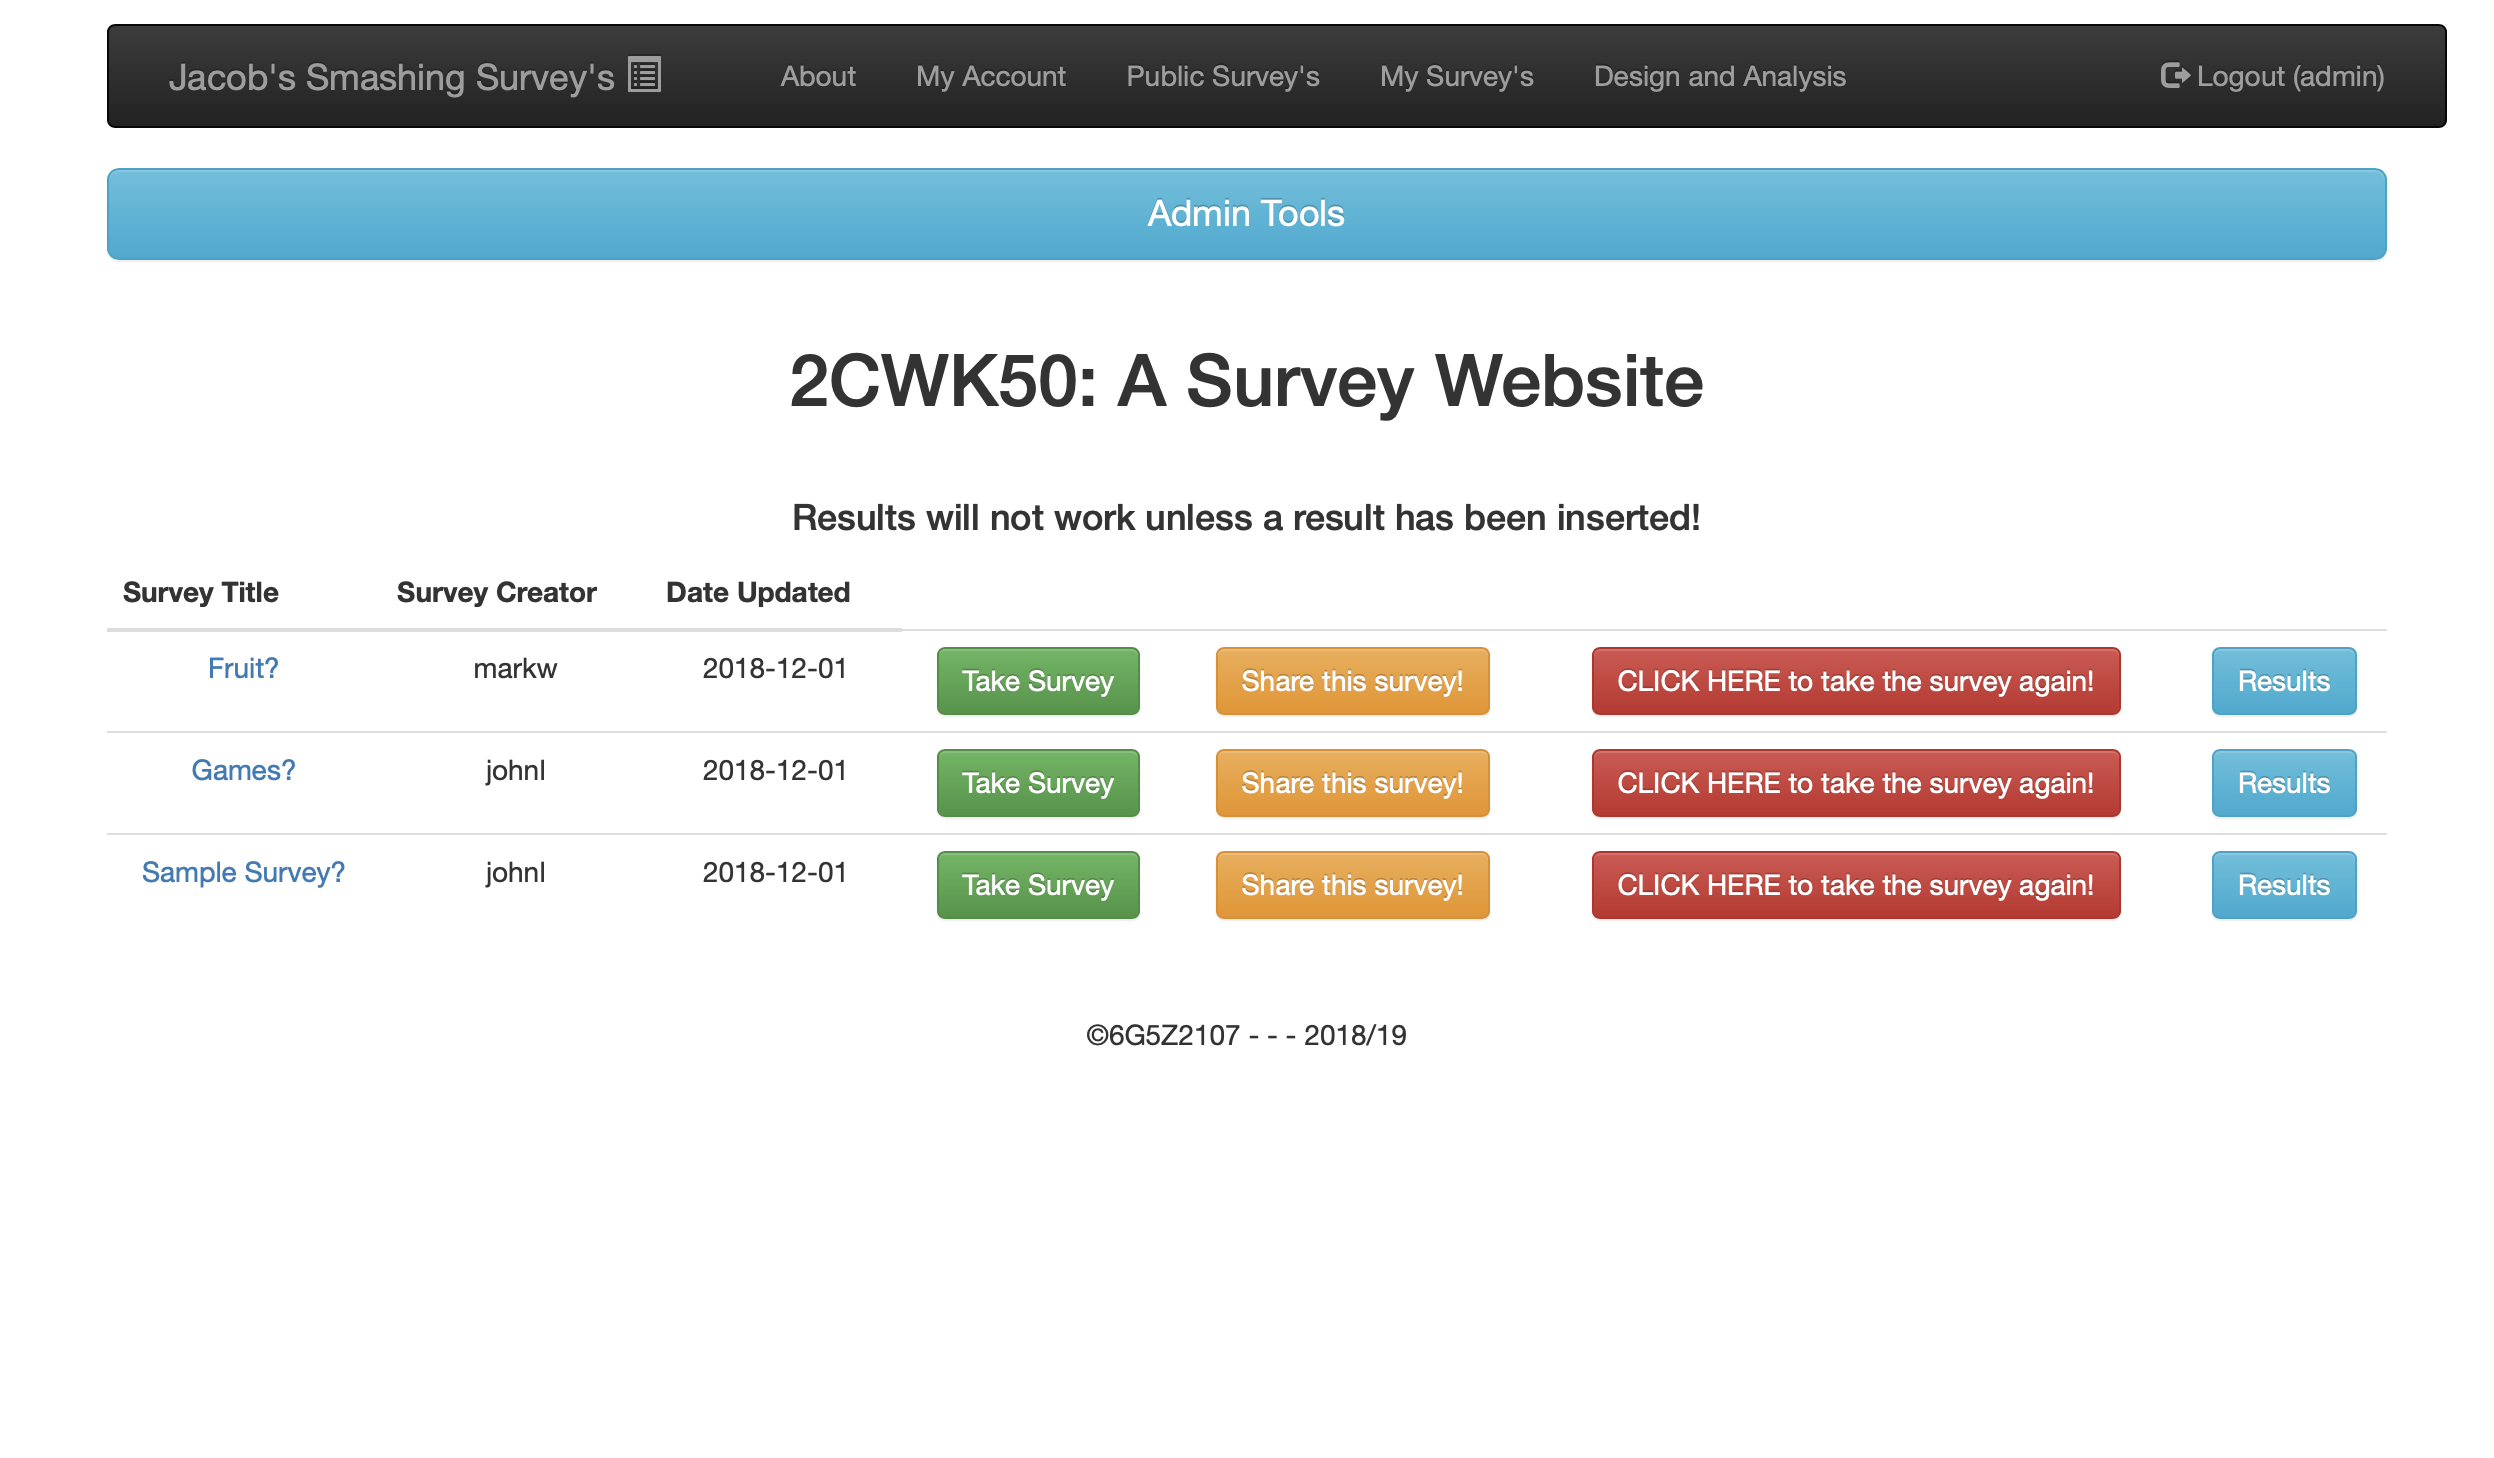 Jacob's Smashing Survey's About My Account Public Survey's My Survey's Design and Analysis Logout (admin)
Admin Tools
2CWK50: A Survey Website
Results will not work unless a result has been inserted!
Survey Title Survey Creator Date Updated
Fruit? markw 2018-12-01 Take Survey Share this survey! CLICK HERE to take the survey again! Results
Games? johnl 2018-12-01 Take Survey Share this survey! CLICK HERE to take the survey again! Results
Sample Survey? johnl 2018-12-01 Take Survey Share this survey! CLICK HERE to take the survey again! Results
©6G5Z2107 - - - 2018/19